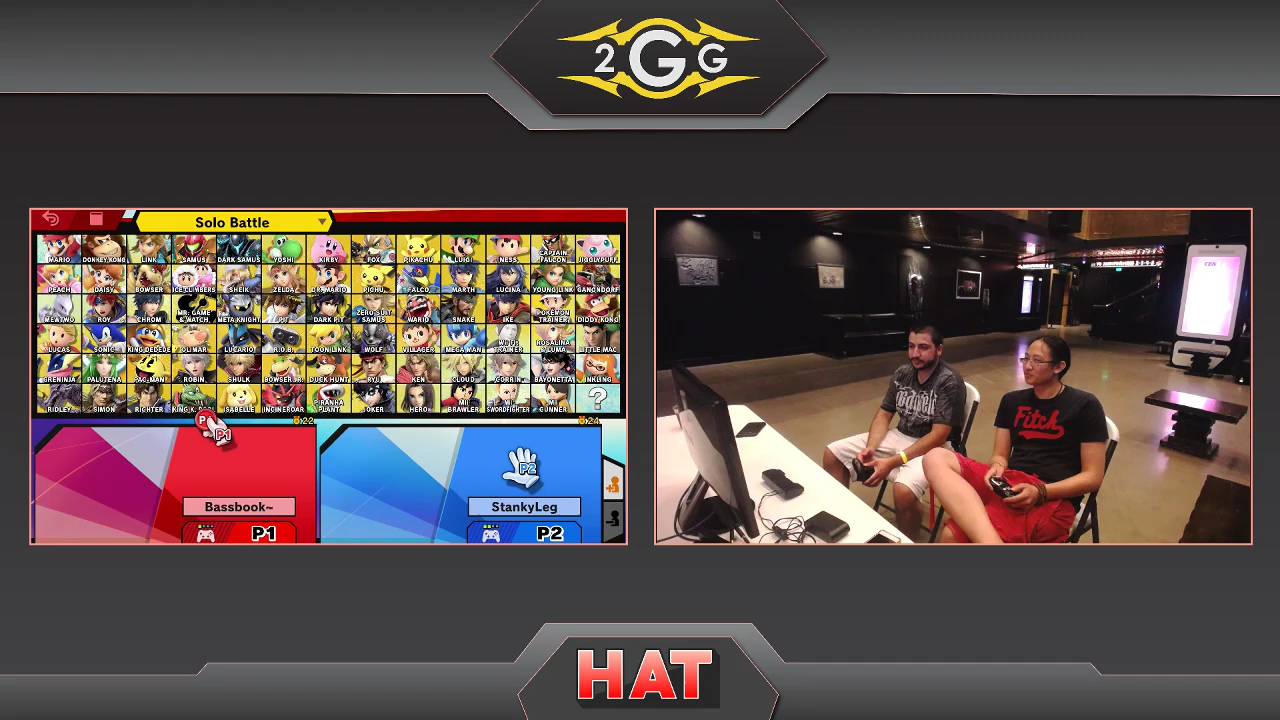 2GG
Solo Battle
MARIO DONKEY KONG LINK SAMUS DARK SAMUS YOSHI KIRBY FOX PIKACHU LUIGI NESS CAPTAIN FALCON JIGGLYPUFF
PEACH DAISY BOWSER ICE CLIMBERS SHEIK ZELDA DR. MARIO PICHU FALCO MARTH LUCINA YOUNG LINK GANONDORF
MEWTWO ROY CHROM MR. GAME & WATCH META KNIGHT PIT DARK PIT ZERO SUIT SAMUS WARIO SNAKE IKE POKÉMON TRAINER DIDDY KONG
LUCAS SONIC KING DEDEDE OLIMAR LUCARIO R.O.B. TOON LINK WOLF VILLAGER MEGA MAN Wii Fit TRAINER ROSALINA & LUMA LITTLE MAC
GRENINJA PALUTENA PAC-MAN ROBIN SHULK BOWSER JR. DUCK HUNT RYU KEN CLOUD CORRIN BAYONETTA INKLING
RIDLEY SIMON RICHTER KING K. ISABELLE INCINEROAR PIRANHA PLANT JOKER HERO Mii BRAWLER Mii SWORDFIGHTER Mii GUNNER ?
22 24
P P1 P2
Bassbook~ StankyLeg
P1 P2
Fitch
HAT